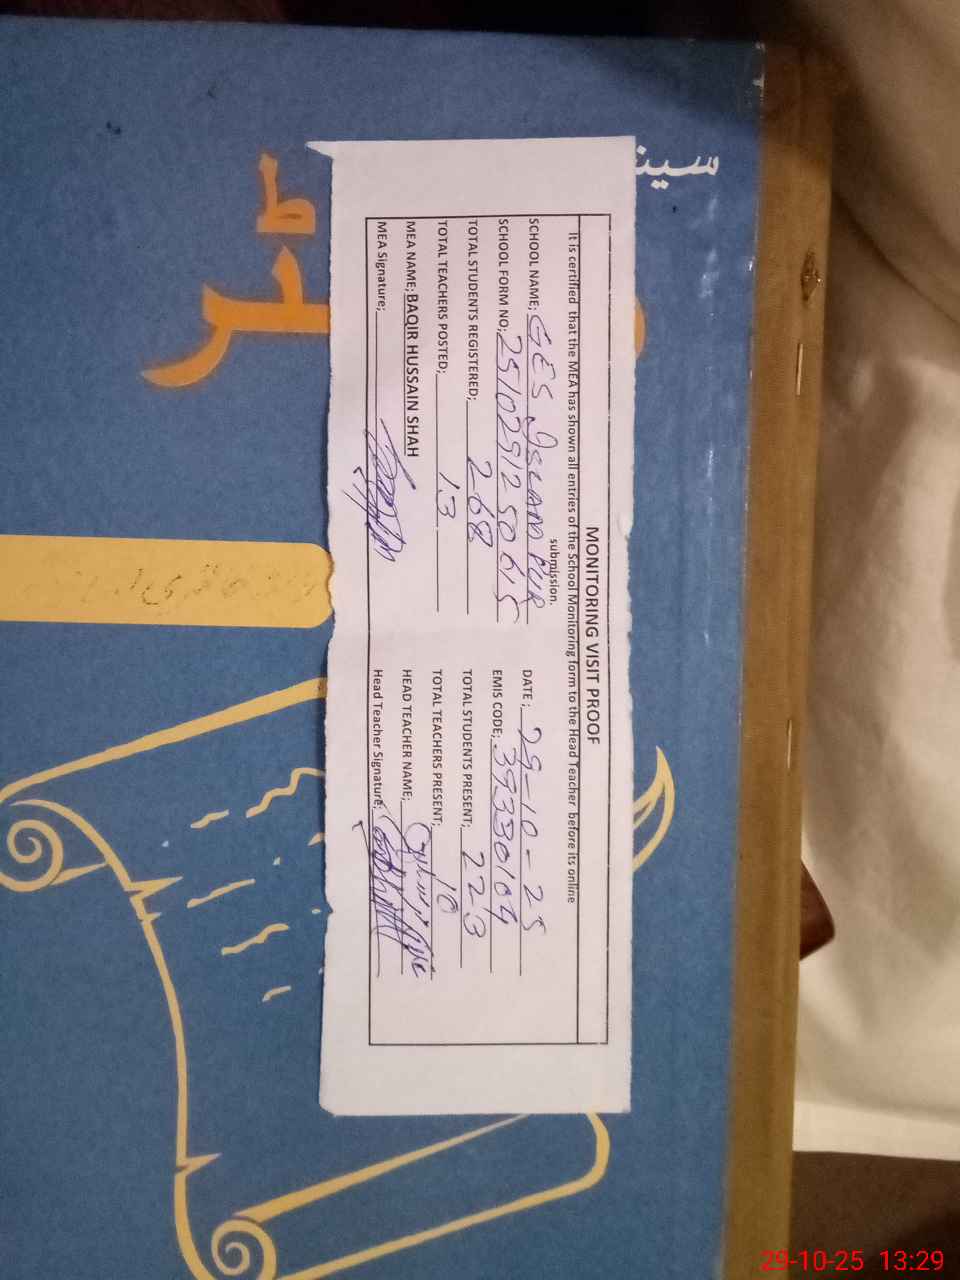 MONITORING VISIT PROOF
It is certified that the MEA has shown all entries of the School Monitoring form to the Head Teacher before its online
submission.
SCHOOL NAME; GES ISLAM PUR DATE ; 29-10-25
SCHOOL FORM NO; EMIS CODE; 39330104
TOTAL STUDENTS REGISTERED; 268 TOTAL STUDENTS PRESENT; 223
TOTAL TEACHERS POSTED; 13 TOTAL TEACHERS PRESENT; 10
MEA NAME; BAQIR HUSSAIN SHAH HEAD TEACHER NAME;
MEA Signature; Head Teacher Signature;
29-10-25 13:29